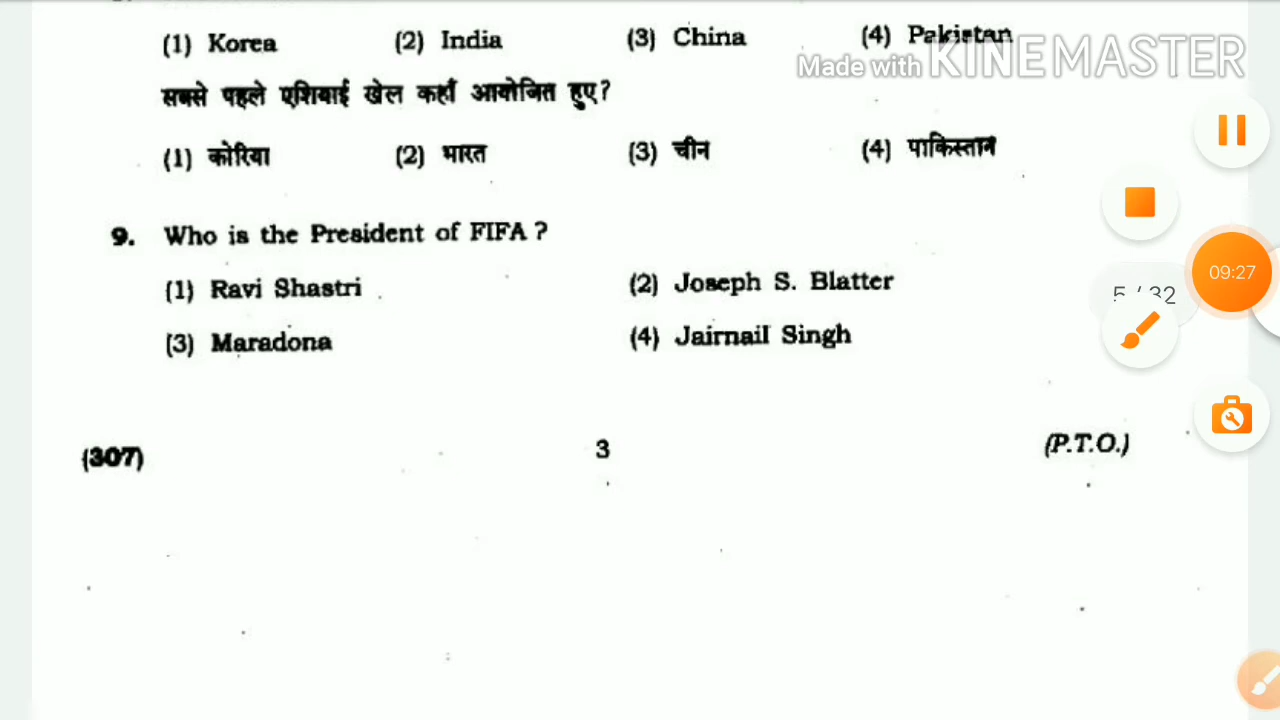 (1) Korea (2) India (3) China (4) Pakistan
Made with KINEMASTER
सबसे पहले एशियाई खेल कहाँ आयोजित हुए?
(1) कोरिया (2) भारत (3) चीन (4) पाकिस्तान
9. Who is the President of FIFA ?
(1) Ravi Shastri (2) Joseph S. Blatter
(3) Maradona (4) Jairnail Singh
09:27
5 / 32
(307) 3 (P.T.O.)